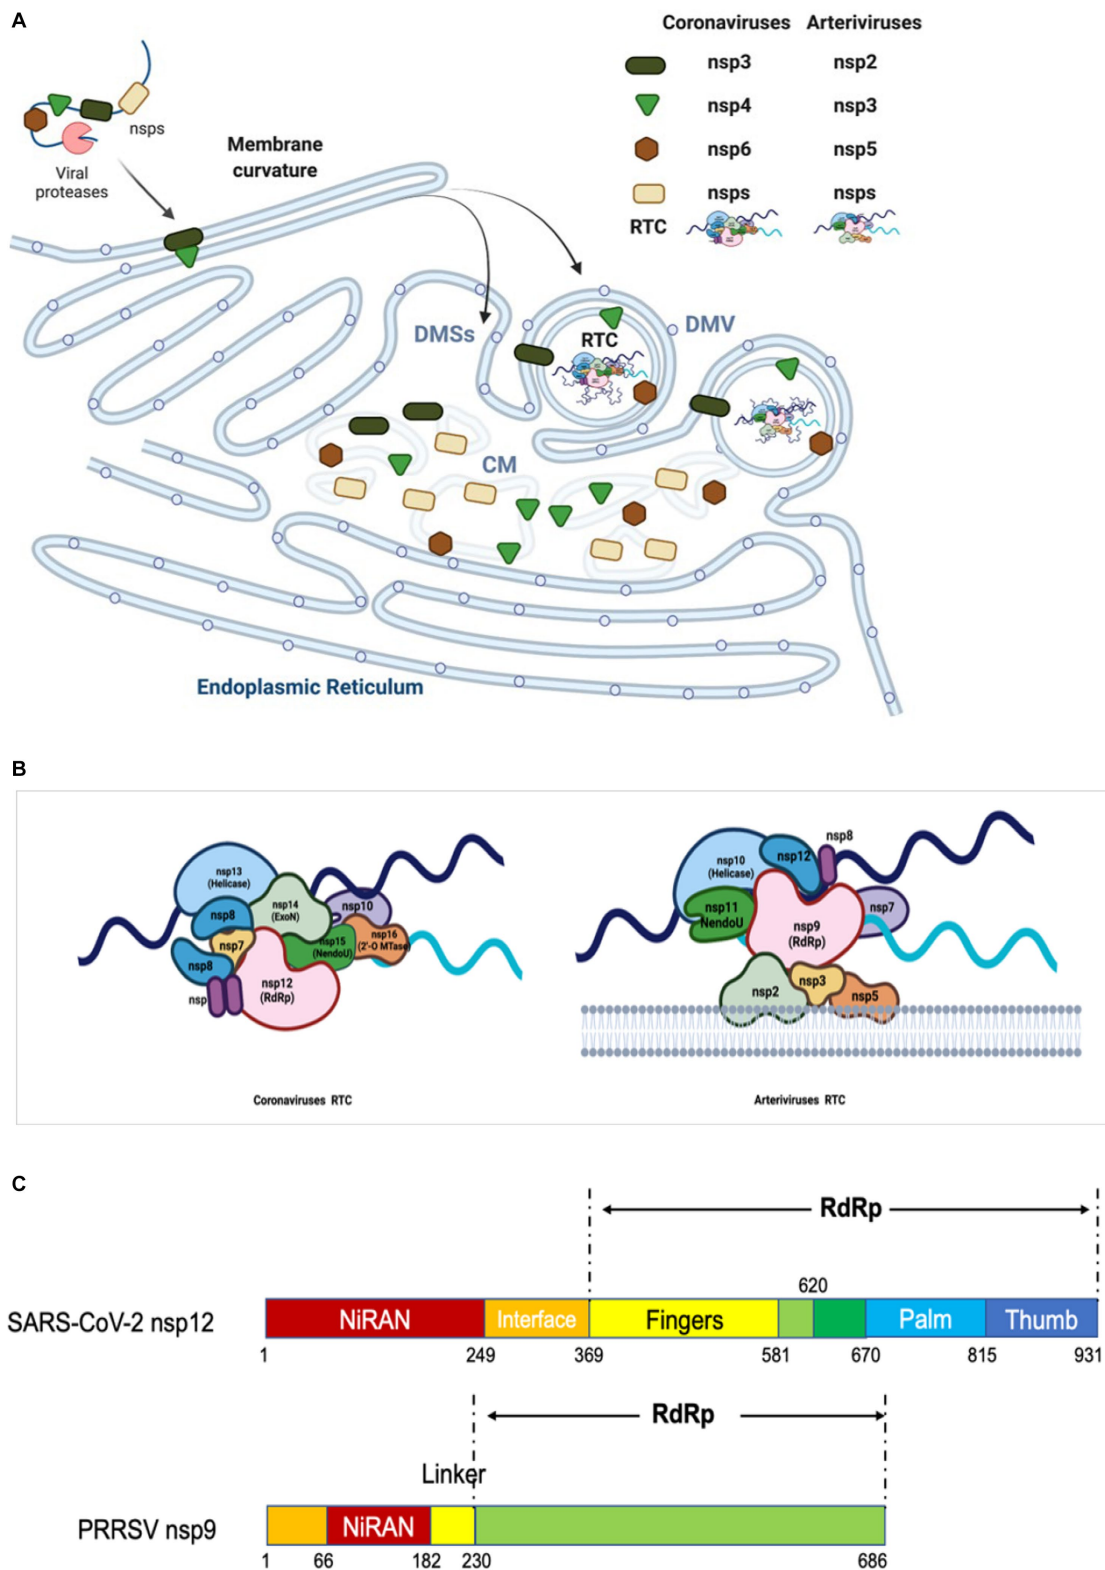 A
Coronaviruses Arteriviruses
nsp3 nsp2
nsp4 nsp3
nsp6 nsp5
nsps nsps
RTC
nsps
Viral
proteases
Membrane
curvature
DMSs
RTC
DMV
CM
Endoplasmic Reticulum
B
nsp13
(Helicase)
nsp14
(ExoN)
nsp8
nsp10
nsp7
nsp15
(NendoU)
nsp16
(2'-O MTase)
nsp8
nsp12
(RdRp)
nsp
Coronaviruses RTC
nsp8
nsp10
(Helicase)
nsp12
nsp11
NendoU
nsp7
nsp9
(RdRp)
nsp2
nsp3
nsp5
Arteriviruses RTC
C
RdRp
620
SARS-CoV-2 nsp12 NiRAN Interface Fingers Palm Thumb
1 249 369 581 670 815 931
RdRp
Linker
PRRSV nsp9 NiRAN
1 66 182 230 686